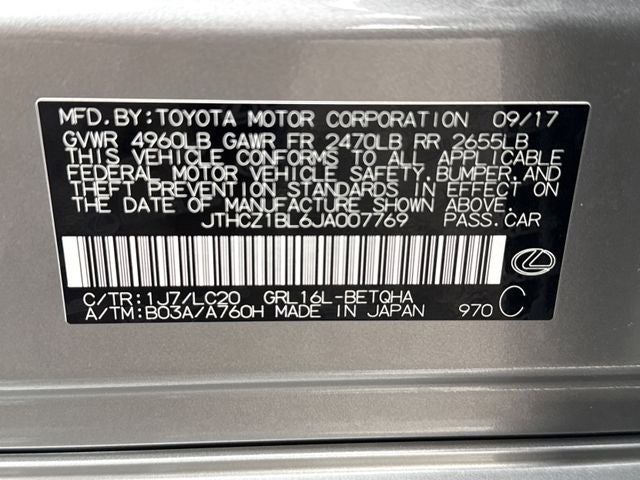 MFD. BY: TOYOTA MOTOR CORPORATION 09/17
GVWR 4960LB GAWR FR 2470LB RR 2655LB
THIS VEHICLE CONFORMS TO ALL APPLICABLE
FEDERAL MOTOR VEHICLE SAFETY, BUMPER, AND
THEFT PREVENTION STANDARDS IN EFFECT ON
THE DATE OF MANUFACTURE SHOWN ABOVE.
JTHCZ1BL6JA007769 PASS. CAR
C/TR: 1J7/LC20 GRL16L-BETQHA
A/TM: B03A/A760H MADE IN JAPAN 970 C